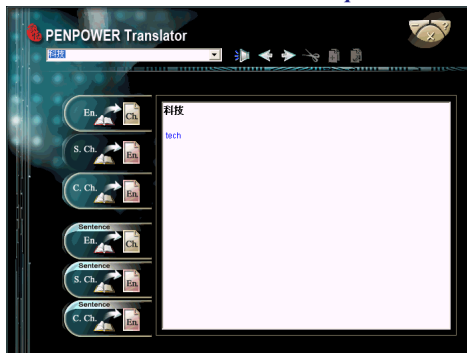 PENPOWER Translator
科技
En.
Ch.
S. Ch.
En.
C. Ch.
En.
Sentence
En.
Ch.
Sentence
S. Ch.
En.
Sentence
C. Ch.
En.
科技
tech